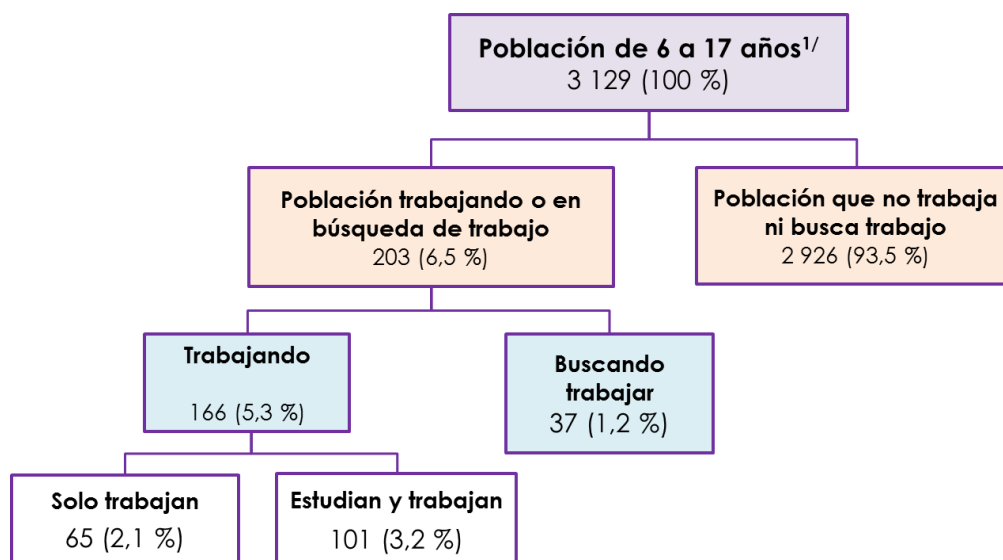 Población de 6 a 17 años1/
3 129 (100 %)
Población trabajando o en
búsqueda de trabajo
203 (6,5 %)
Población que no trabaja
ni busca trabajo
2 926 (93,5 %)
Trabajando
166 (5,3 %)
Buscando
trabajar
37 (1,2 %)
Solo trabajan
65 (2,1 %)
Estudian y trabajan
101 (3,2 %)